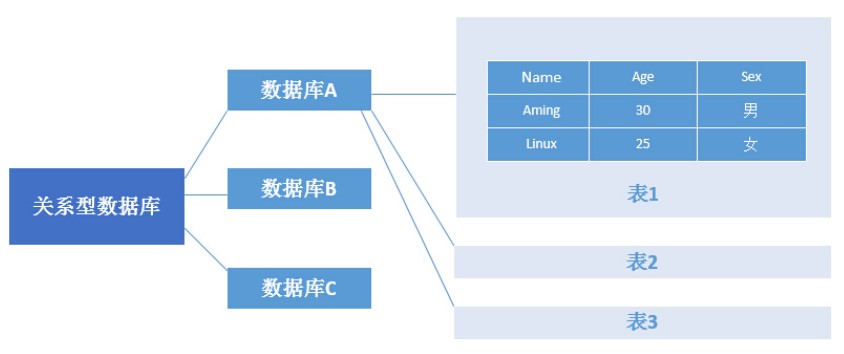 关系型数据库
数据库A
数据库B
数据库C
Name Age Sex
Aming 30 男
Linux 25 女
表1
表2
表3